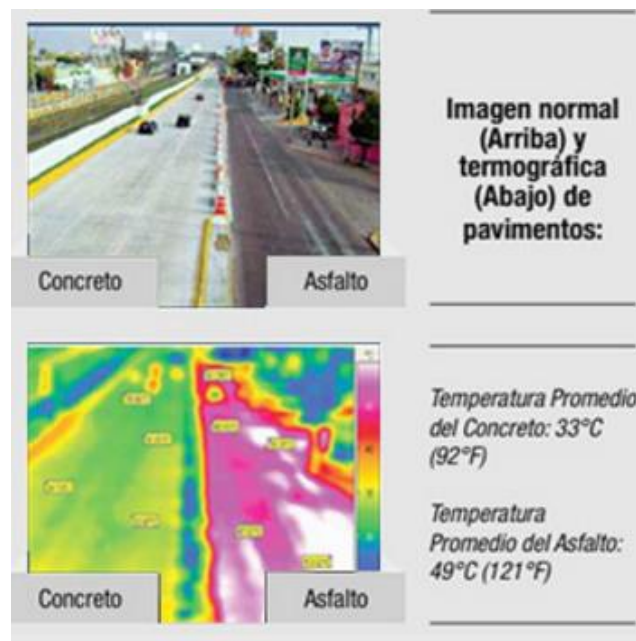 Imagen normal
(Arriba) y
termográfica
(Abajo) de
pavimentos:
Concreto
Asfalto
Temperatura Promedio
del Concreto: 33°C
(92°F)
Temperatura
Promedio del Asfalto:
49°C (121°F)
Concreto
Asfalto